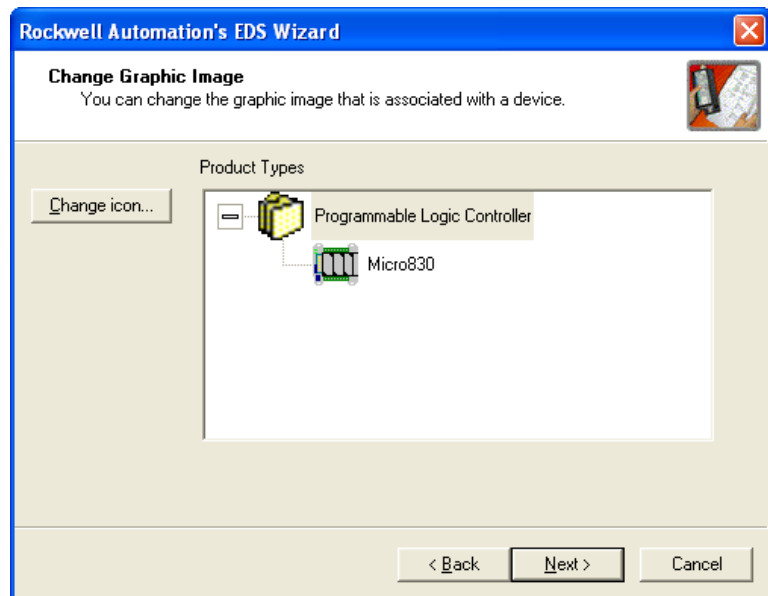 Rockwell Automation's EDS Wizard
Change Graphic Image
You can change the graphic image that is associated with a device.
Product Types
Change icon...
Programmable Logic Controller
Micro830
< Back
Next >
Cancel